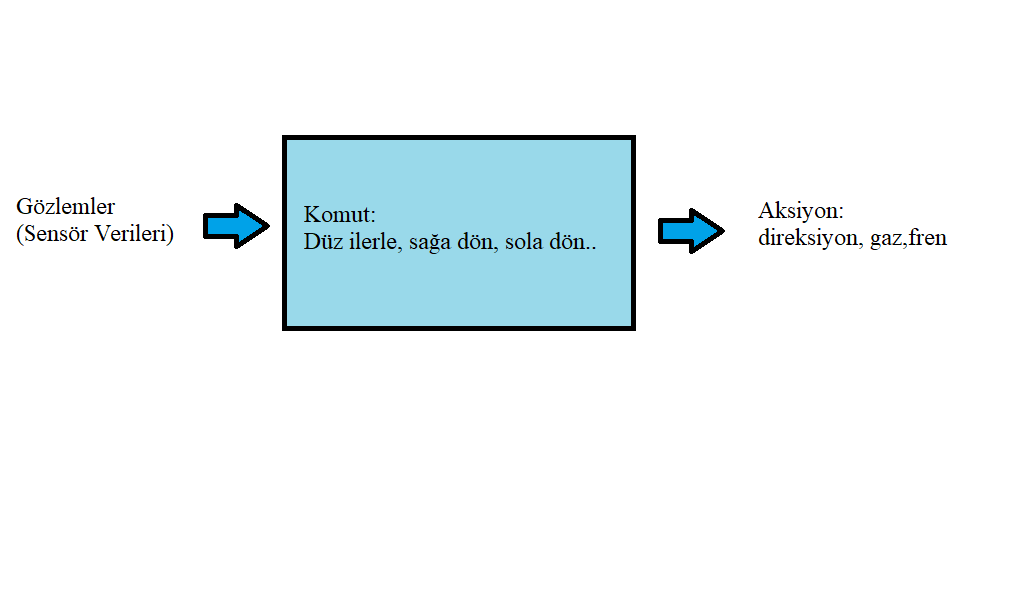 Gözlemler
(Sensör Verileri)
Komut:
Düz ilerle, sağa dön, sola dön..
Aksiyon:
direksiyon, gaz,fren